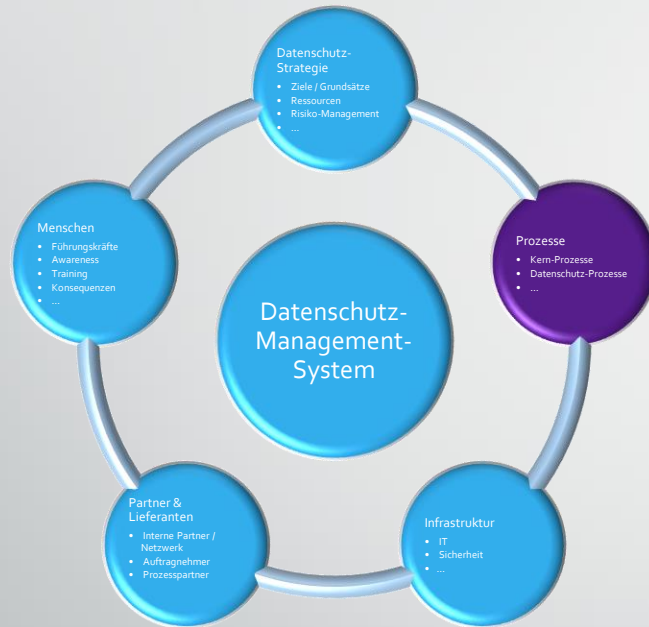 Datenschutz-
Strategie
• Ziele / Grundsätze
• Ressourcen
• Risiko-Management
• ...
Prozesse
• Kern-Prozesse
• Datenschutz-Prozesse
• ...
Infrastruktur
• IT
• Sicherheit
• ...
Partner &
Lieferanten
• Interne Partner /
Netzwerk
• Auftragnehmer
• Prozesspartner
Menschen
• Führungskräfte
• Awareness
• Training
• Konsequenzen
• ...
Datenschutz-
Management-
System